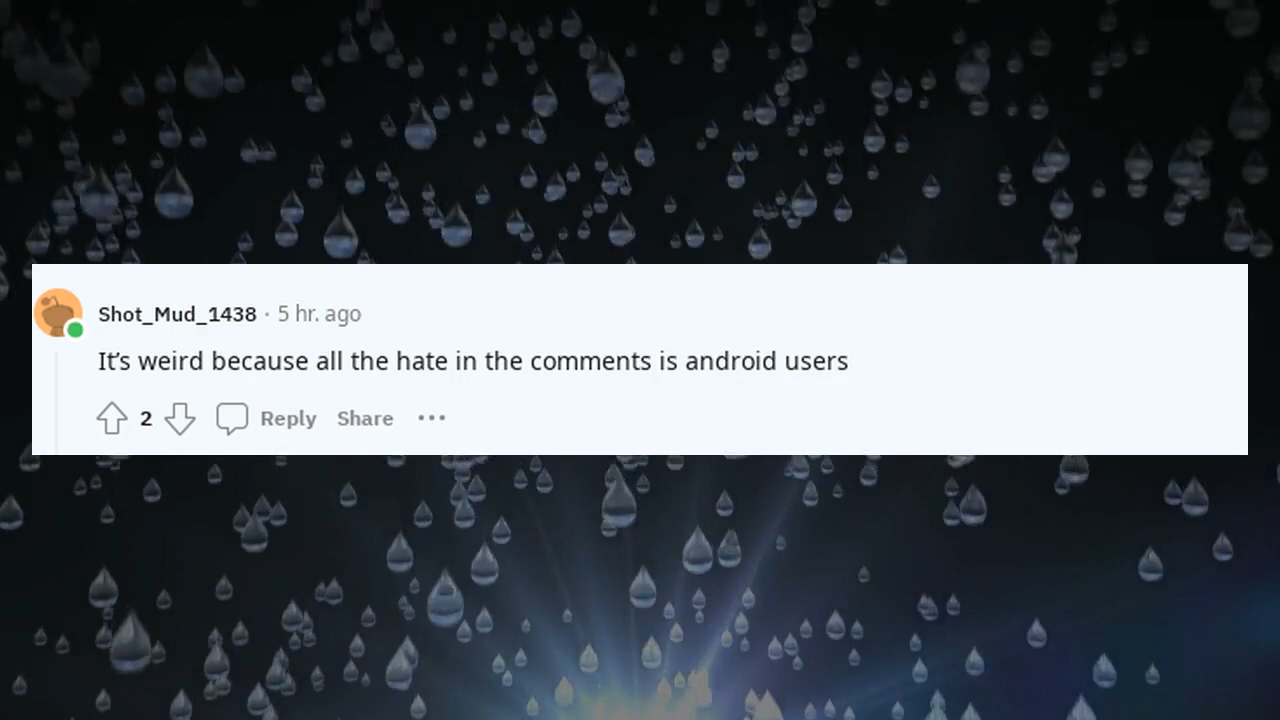 Shot_Mud_1438 · 5 hr. ago
It’s weird because all the hate in the comments is android users
2 Reply Share ···